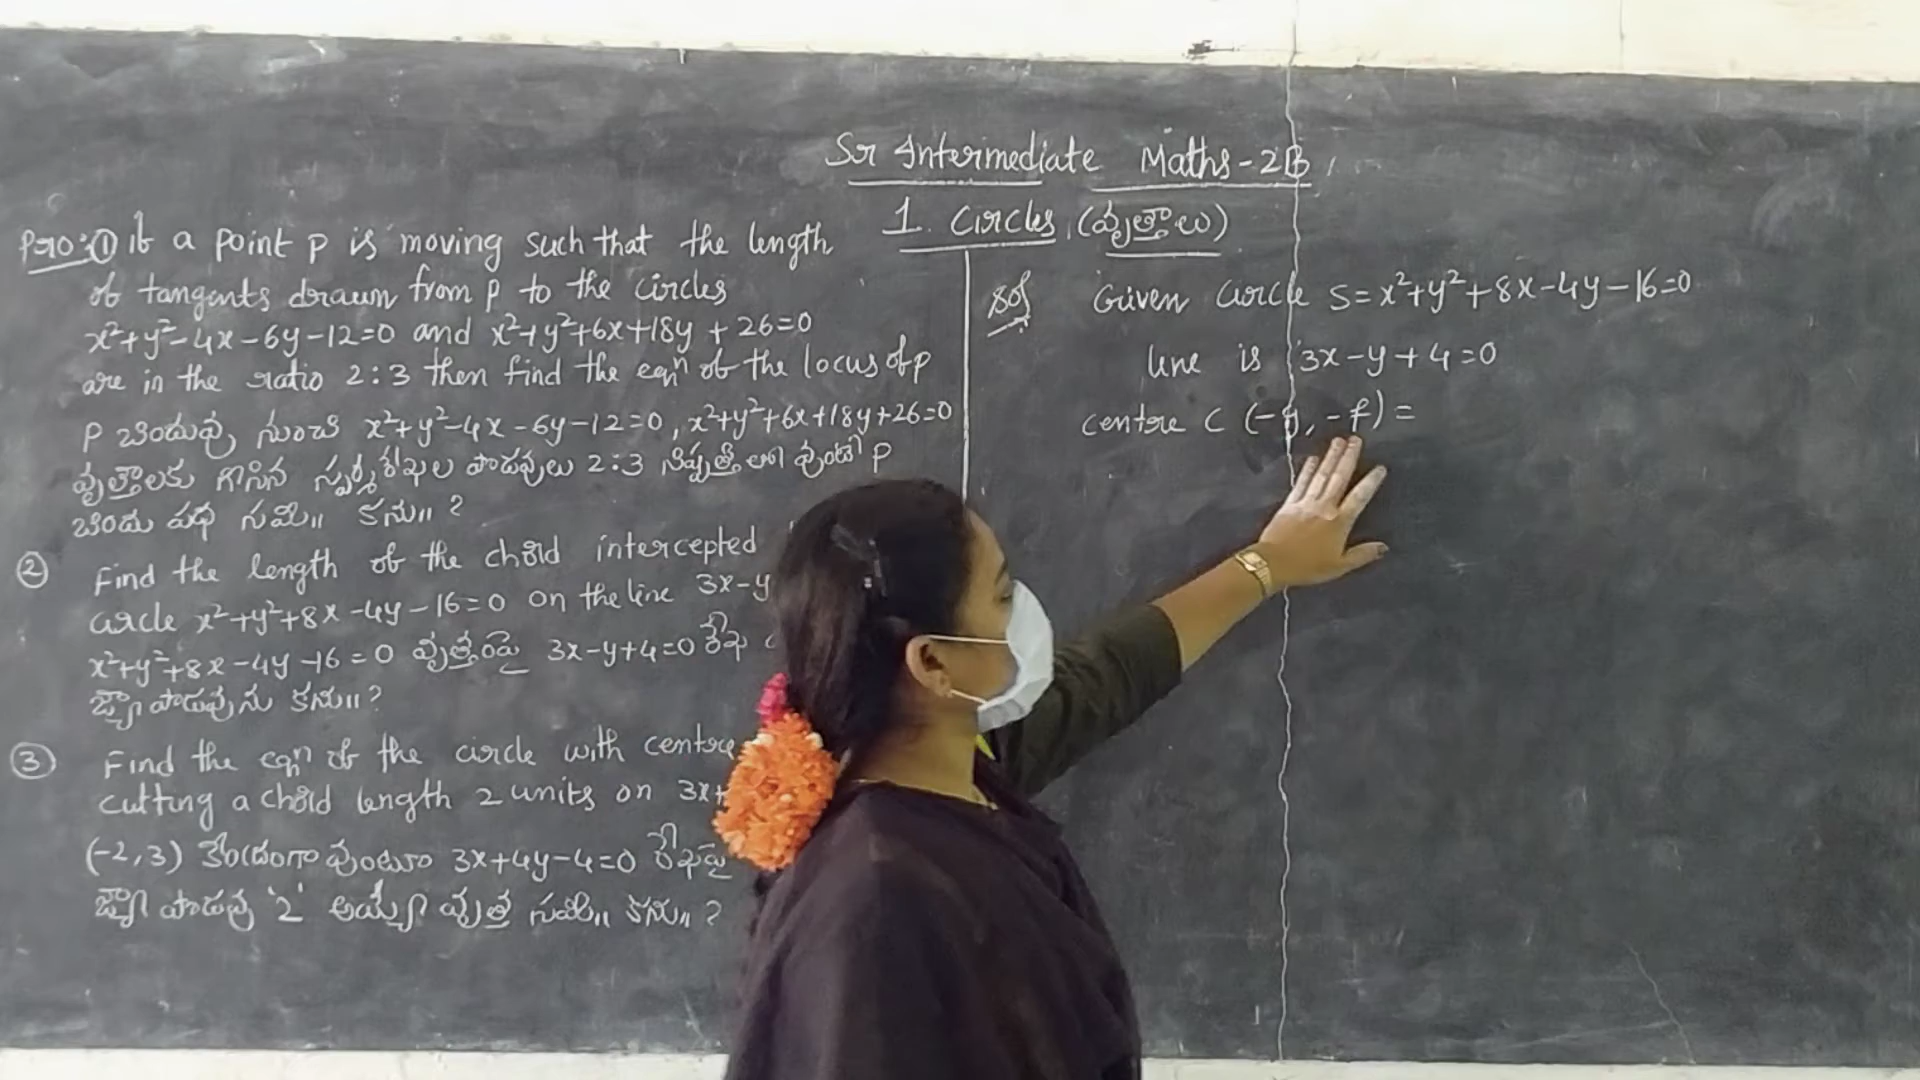 Sr Intermediate Maths-2B
1. Circles (వృత్తాలు)
Pro:① If a point P is moving such that the length
of tangents drawn from P to the circles
x²+y²-4x-6y-12=0 and x²+y²+6x+18y+26=0
are in the ratio 2:3 then find the eqⁿ of the locus of P
P బిందువు నుంచి x²+y²-4x-6y-12=0, x²+y²+6x+18y+26=0
వృత్తాలకు గీసిన స్పర్శరేఖల పొడవులు 2:3 నిష్పత్తిలో వుంటే P
బిందు పథ సమీ॥ కను॥ ?
② Find the length of the chord intercepted
circle x²+y²+8x-4y-16=0 on the line 3x-y
x²+y²+8x-4y-16=0 వృత్తంపై 3x-y+4=0 రేఖ
జ్యా పొడవును కను॥?
③ Find the eqⁿ of the circle with centre
cutting a chord length 2 units on 3x+
(-2,3) కేంద్రంగా వుంటూ 3x+4y-4=0 రేఖపై
జ్యా పొడవు '2' అయ్యే వృత్త సమీ॥ కను॥ ?
Sol Given circle S=x²+y²+8x-4y-16=0
line is 3x-y+4=0
centre C (-g, -f) =